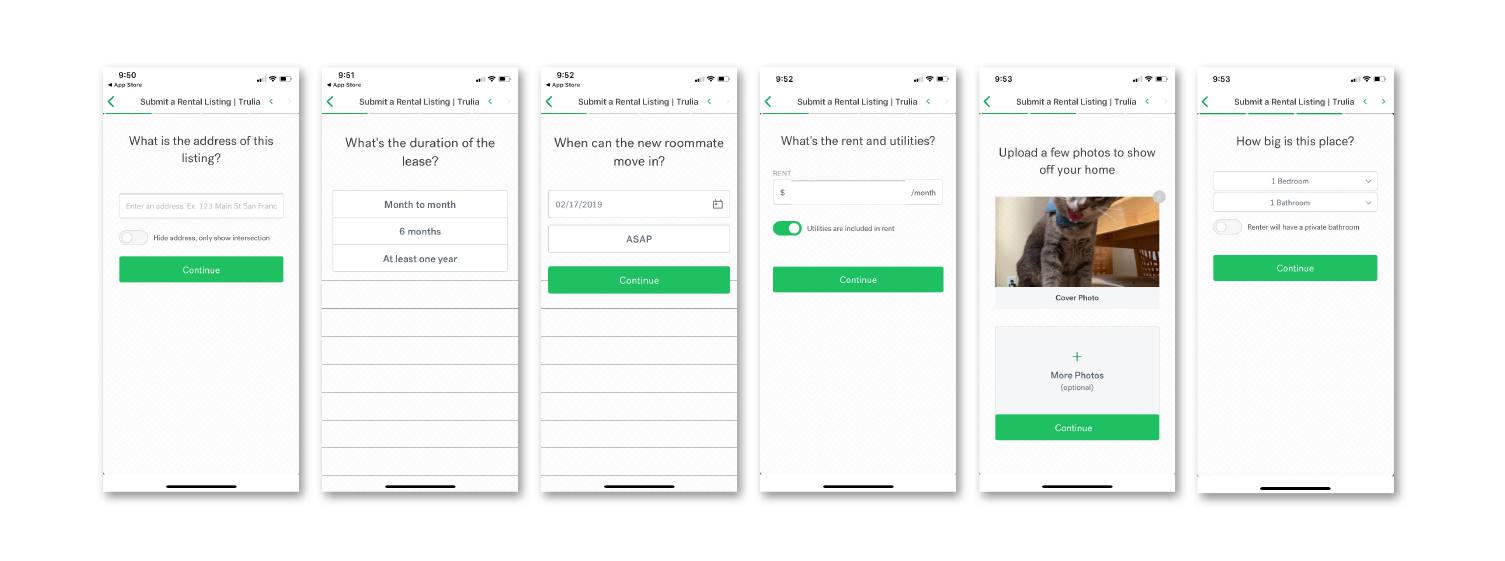 9:50
App Store
Submit a Rental Listing | Trulia
What is the address of this
listing?
Enter an address. Ex. 123 Main St San Franc
Hide address, only show intersection
Continue
9:51
App Store
Submit a Rental Listing | Trulia
What's the duration of the
lease?
Month to month
6 months
At least one year
9:52
App Store
Submit a Rental Listing | Trulia
When can the new roommate
move in?
02/17/2019
ASAP
Continue
9:52
Submit a Rental Listing | Trulia
What's the rent and utilities?
RENT
$ /month
Utilities are included in rent
Continue
9:53
Submit a Rental Listing | Trulia
Upload a few photos to show
off your home
Cover Photo
+
More Photos
(optional)
Continue
9:53
Submit a Rental Listing | Trulia
How big is this place?
1 Bedroom
1 Bathroom
Renter will have a private bathroom
Continue